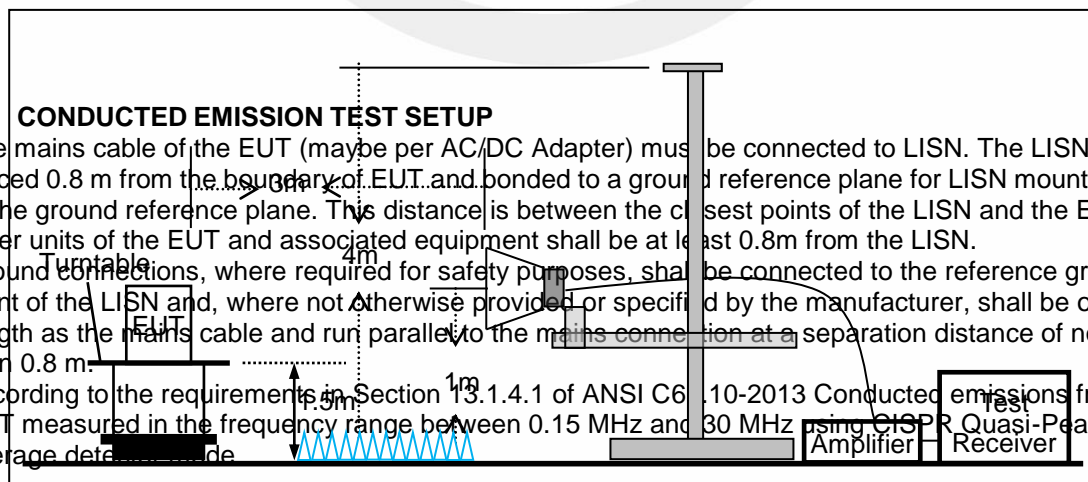 CONDUCTED EMISSION TEST SETUP
e mains cable of the EUT (maybe per AC/DC Adapter) must be connected to LISN. The LISN
ced 0.8 m from the boundary of EUT and bonded to a ground reference plane for LISN mount
3m
he ground reference plane. This distance is between the closest points of the LISN and the E
er units of the EUT and associated equipment shall be at least 0.8m from the LISN.
4m
Turntable
ound connections, where required for safety purposes, shall be connected to the reference gr
nt of the LISN and, where not otherwise provided or specified by the manufacturer, shall be o
EUT
gth as the mains cable and run parallel to the mains connection at a separation distance of no
n 0.8 m.
cording to the requirements in Section 13.1.4.1 of ANSI C63.10-2013 Conducted emissions fr
1m
1.5m
T measured in the frequency range between 0.15 MHz and 30 MHz using CISPR Quasi-Pea
erage detector mode
Amplifier
Test
Receiver